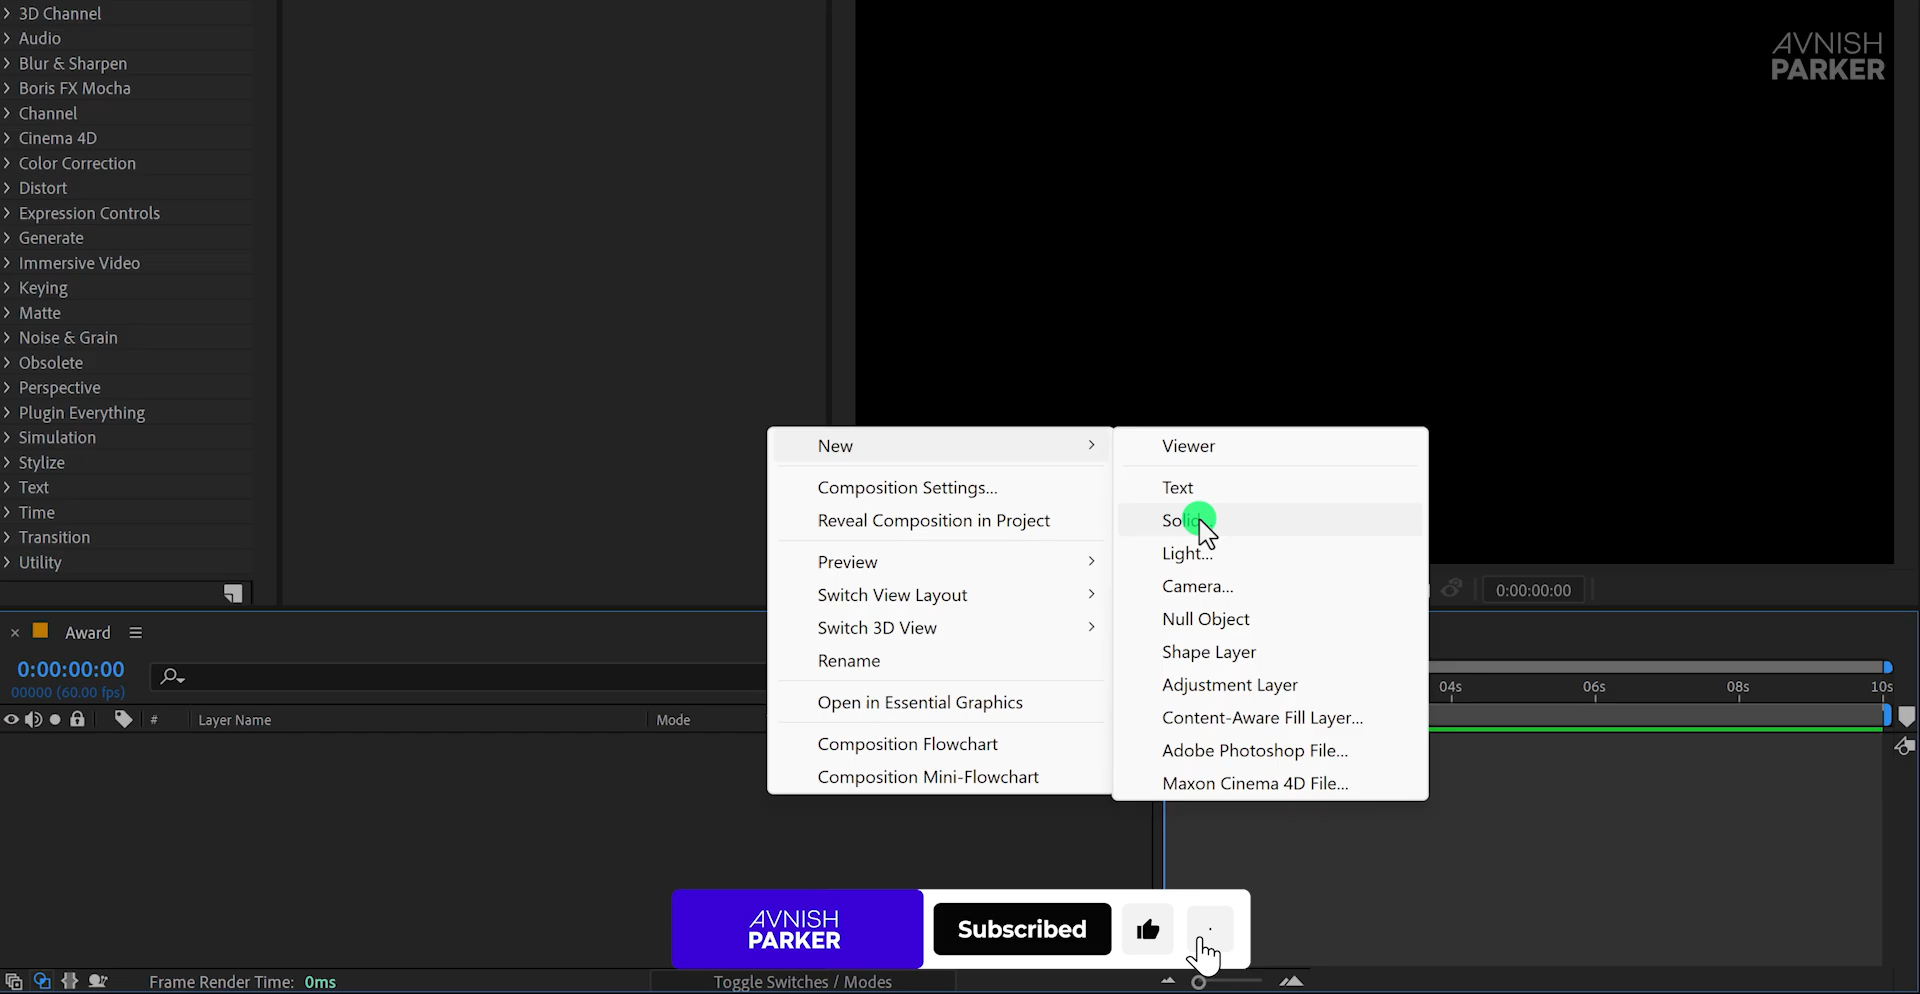 3D Channel
Audio
Blur & Sharpen
Boris FX Mocha
Channel
Cinema 4D
Color Correction
Distort
Expression Controls
Generate
Immersive Video
Keying
Matte
Noise & Grain
Obsolete
Perspective
Plugin Everything
Simulation
Stylize
Text
Time
Transition
Utility
AVNISH
PARKER
New
Composition Settings...
Reveal Composition in Project
Preview
Switch View Layout
Switch 3D View
Rename
Open in Essential Graphics
Composition Flowchart
Composition Mini-Flowchart
Viewer
Text
Solid...
Light...
Camera...
Null Object
Shape Layer
Adjustment Layer
Content-Aware Fill Layer...
Adobe Photoshop File...
Maxon Cinema 4D File...
0:00:00:00
Award
0:00:00:00
00000 (60.00 fps)
# Layer Name Mode
04s 06s 08s 10s
AVNISH
PARKER
Subscribed
Frame Render Time: 0ms
Toggle Switches / Modes